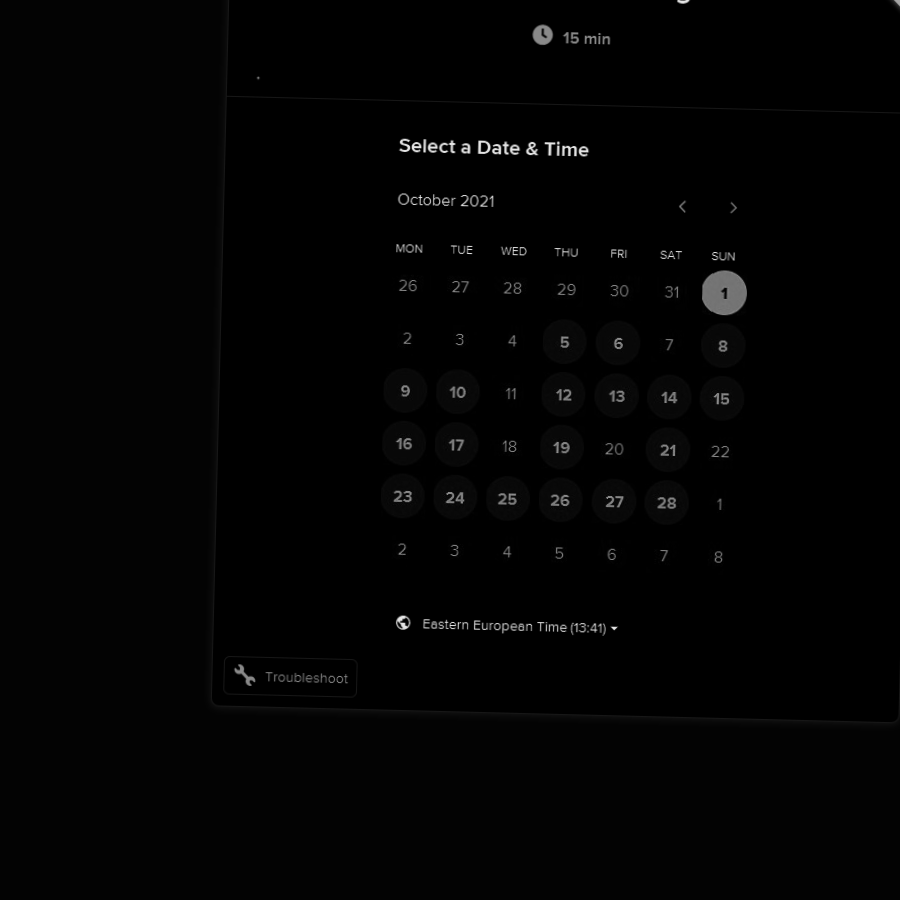 15 min
Select a Date & Time
October 2021
MON TUE WED THU FRI SAT SUN
26 27 28 29 30 31 1
2 3 4 5 6 7 8
9 10 11 12 13 14 15
16 17 18 19 20 21 22
23 24 25 26 27 28 1
2 3 4 5 6 7 8
Eastern European Time (13:41)
Troubleshoot